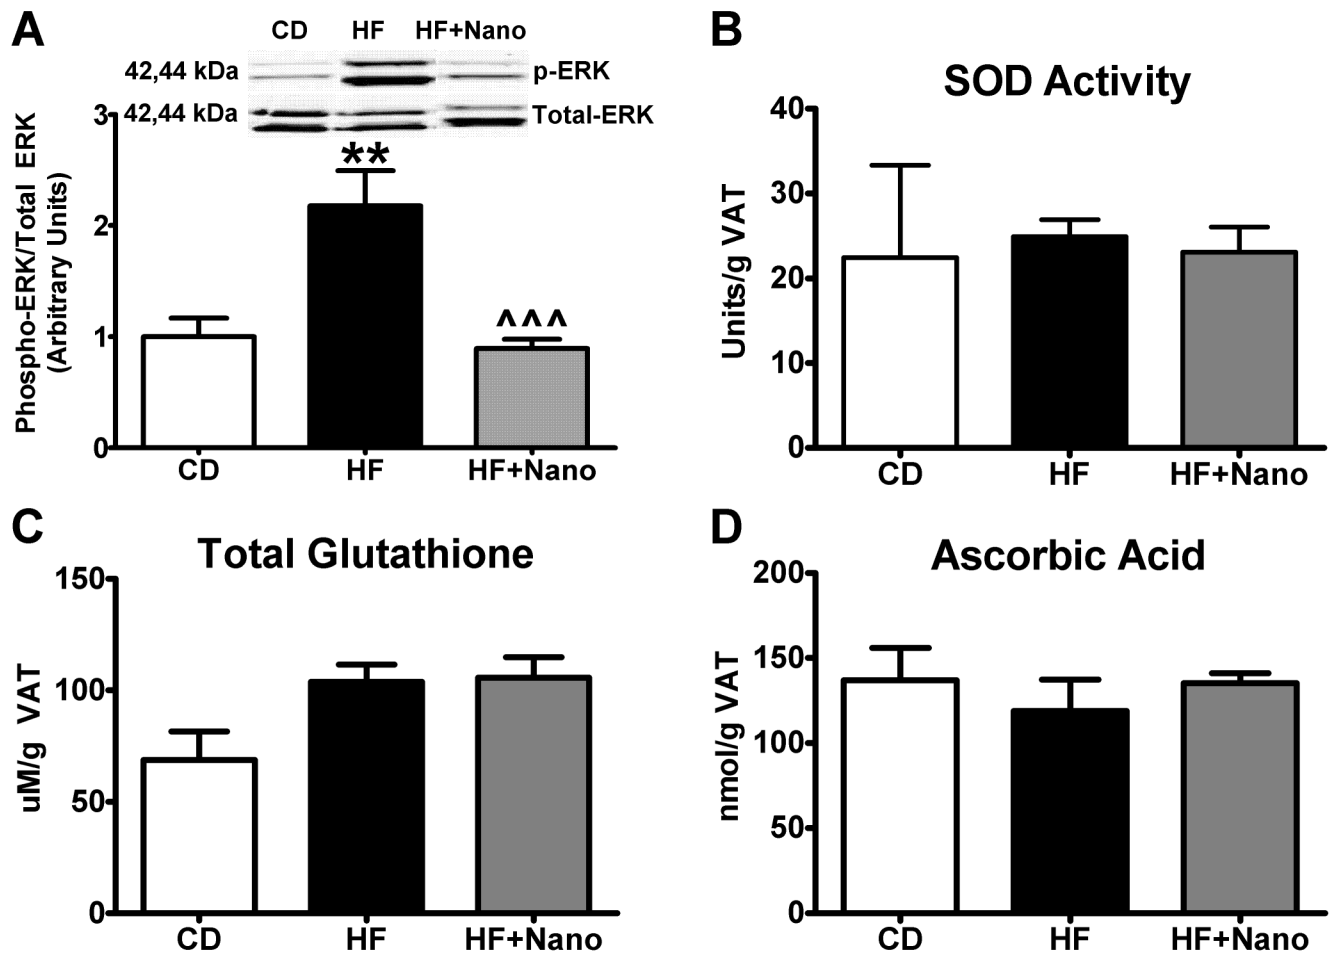 A
CD HF HF+Nano
42,44 kDa p-ERK
42,44 kDa Total-ERK
Phospho-ERK/Total ERK
(Arbitrary Units)
3
2
1
0
**
^^^
CD HF HF+Nano
B
SOD Activity
Units/g VAT
40
30
20
10
0
CD HF HF+Nano
C
Total Glutathione
uM/g VAT
150
100
50
0
CD HF HF+Nano
D
Ascorbic Acid
nmol/g VAT
200
150
100
50
0
CD HF HF+Nano